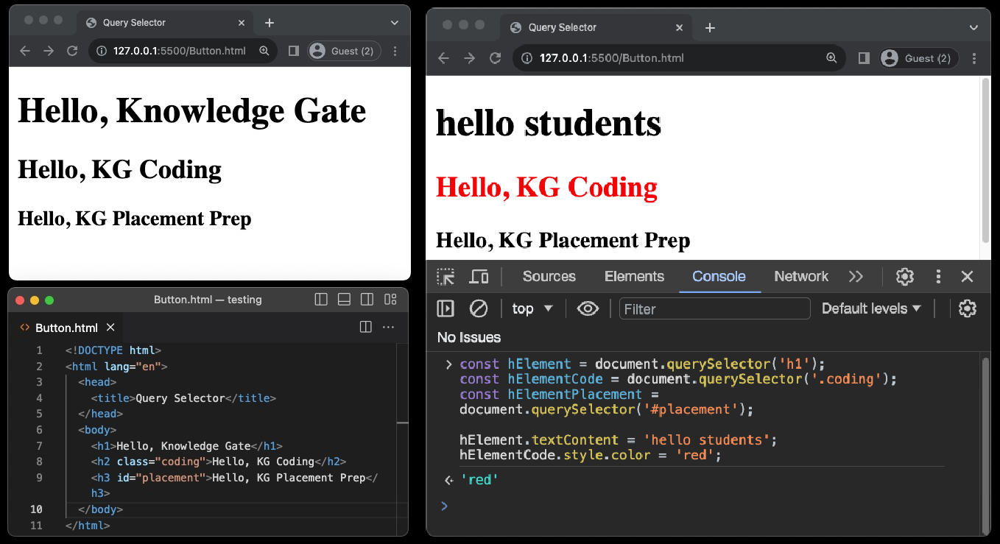 Query Selector
127.0.0.1:5500/Button.html
Guest (2)
Hello, Knowledge Gate
Hello, KG Coding
Hello, KG Placement Prep
Button.html — testing
Button.html
1 <!DOCTYPE html>
2 <html lang="en">
3 <head>
4 <title>Query Selector</title>
5 </head>
6 <body>
7 <h1>Hello, Knowledge Gate</h1>
8 <h2 class="coding">Hello, KG Coding</h2>
9 <h3 id="placement">Hello, KG Placement Prep</
h3>
10 </body>
11 </html>
Query Selector
127.0.0.1:5500/Button.html
Guest (2)
hello students
Hello, KG Coding
Hello, KG Placement Prep
Sources Elements Console Network
top Filter Default levels
No Issues
const hElement = document.querySelector('h1');
const hElementCode = document.querySelector('.coding');
const hElementPlacement =
document.querySelector('#placement');
hElement.textContent = 'hello students';
hElementCode.style.color = 'red';
'red'